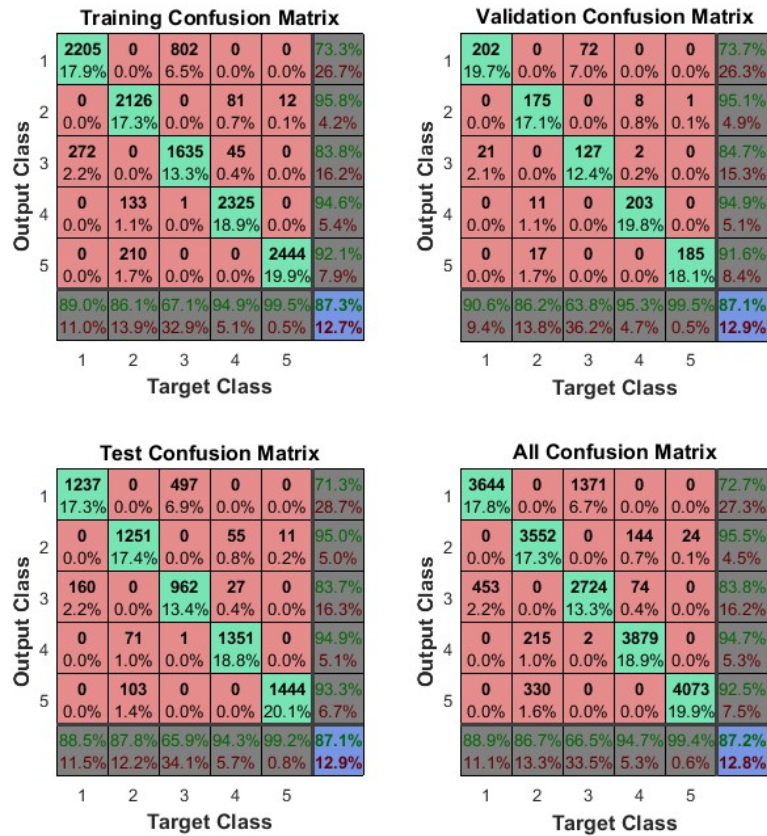 Training Confusion Matrix
2205 0 802 0 0 73.3%
1
17.9% 0.0% 6.5% 0.0% 0.0% 26.7%
0 2126 0 81 12 95.8%
2
0.0% 17.3% 0.0% 0.7% 0.1% 4.2%
272 0 1635 45 0 83.8%
3
2.2% 0.0% 13.3% 0.4% 0.0% 16.2%
0 133 1 2325 0 94.6%
4
0.0% 1.1% 0.0% 18.9% 0.0% 5.4%
0 210 0 0 2444 92.1%
5
0.0% 1.7% 0.0% 0.0% 19.9% 7.9%
89.0% 86.1% 67.1% 94.9% 99.5% 87.3%
11.0% 13.9% 32.9% 5.1% 0.5% 12.7%
1 2 3 4 5
Target Class
Output Class
Validation Confusion Matrix
202 0 72 0 0 73.7%
1
19.7% 0.0% 7.0% 0.0% 0.0% 26.3%
0 175 0 8 1 95.1%
2
0.0% 17.1% 0.0% 0.8% 0.1% 4.9%
21 0 127 2 0 84.7%
3
2.1% 0.0% 12.4% 0.2% 0.0% 15.3%
0 11 0 203 0 94.9%
4
0.0% 1.1% 0.0% 19.8% 0.0% 5.1%
0 17 0 0 185 91.6%
5
0.0% 1.7% 0.0% 0.0% 18.1% 8.4%
90.6% 86.2% 63.8% 95.3% 99.5% 87.1%
9.4% 13.8% 36.2% 4.7% 0.5% 12.9%
1 2 3 4 5
Target Class
Output Class
Test Confusion Matrix
1237 0 497 0 0 71.3%
1
17.3% 0.0% 6.9% 0.0% 0.0% 28.7%
0 1251 0 55 11 95.0%
2
0.0% 17.4% 0.0% 0.8% 0.2% 5.0%
160 0 962 27 0 83.7%
3
2.2% 0.0% 13.4% 0.4% 0.0% 16.3%
0 71 1 1351 0 94.9%
4
0.0% 1.0% 0.0% 18.8% 0.0% 5.1%
0 103 0 0 1444 93.3%
5
0.0% 1.4% 0.0% 0.0% 20.1% 6.7%
88.5% 87.8% 65.9% 94.3% 99.2% 87.1%
11.5% 12.2% 34.1% 5.7% 0.8% 12.9%
1 2 3 4 5
Target Class
Output Class
All Confusion Matrix
3644 0 1371 0 0 72.7%
1
17.8% 0.0% 6.7% 0.0% 0.0% 27.3%
0 3552 0 144 24 95.5%
2
0.0% 17.3% 0.0% 0.7% 0.1% 4.5%
453 0 2724 74 0 83.8%
3
2.2% 0.0% 13.3% 0.4% 0.0% 16.2%
0 215 2 3879 0 94.7%
4
0.0% 1.0% 0.0% 18.9% 0.0% 5.3%
0 330 0 0 4073 92.5%
5
0.0% 1.6% 0.0% 0.0% 19.9% 7.5%
88.9% 86.7% 66.5% 94.7% 99.4% 87.2%
11.1% 13.3% 33.5% 5.3% 0.6% 12.8%
1 2 3 4 5
Target Class
Output Class